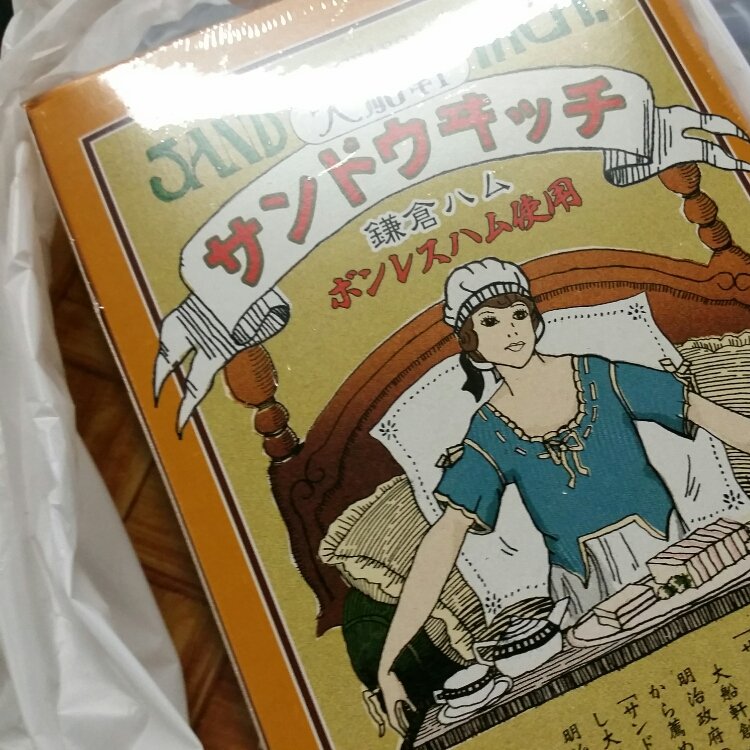 SAND
大船軒
サンドウヰッチ
鎌倉ハム
ボンレスハム使用
大船軒
明治政府
から薦
「サンド
し大
明治